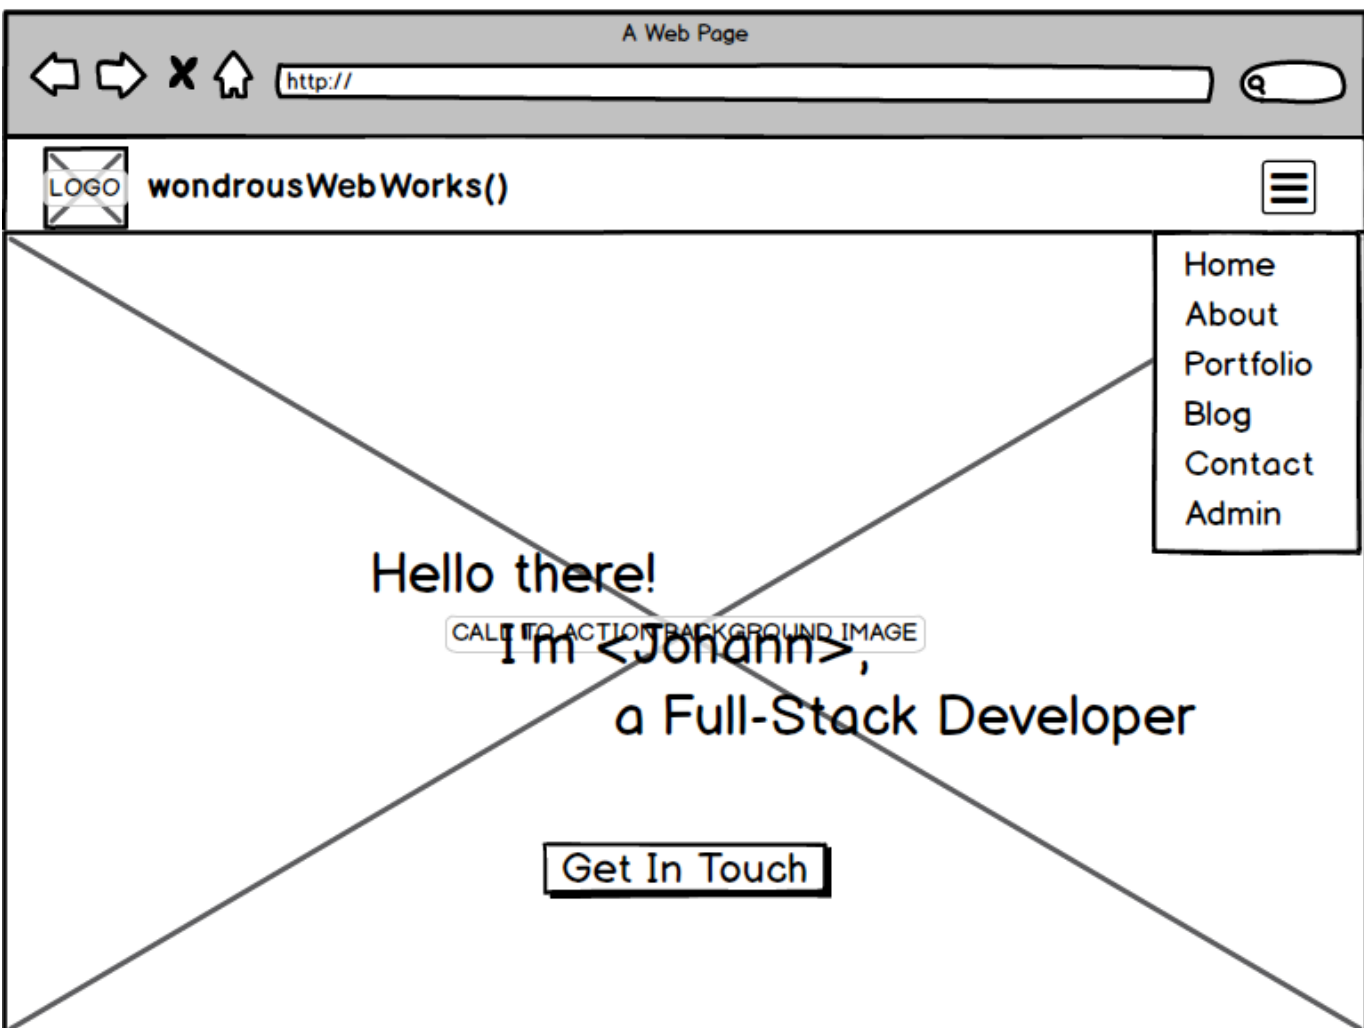 A Web Page
http://
LOGO
wondrousWebWorks()
Home
About
Portfolio
Blog
Contact
Admin
Hello there!
CALL TO ACTION BACKGROUND IMAGE
I'm <Johann>,
a Full-Stack Developer
Get In Touch